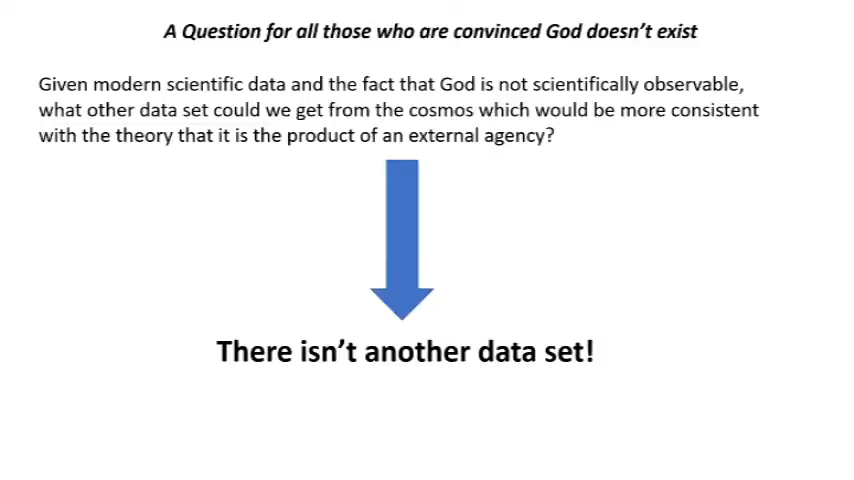 A Question for all those who are convinced God doesn’t exist
Given modern scientific data and the fact that God is not scientifically observable,
what other data set could we get from the cosmos which would be more consistent
with the theory that it is the product of an external agency?
There isn’t another data set!